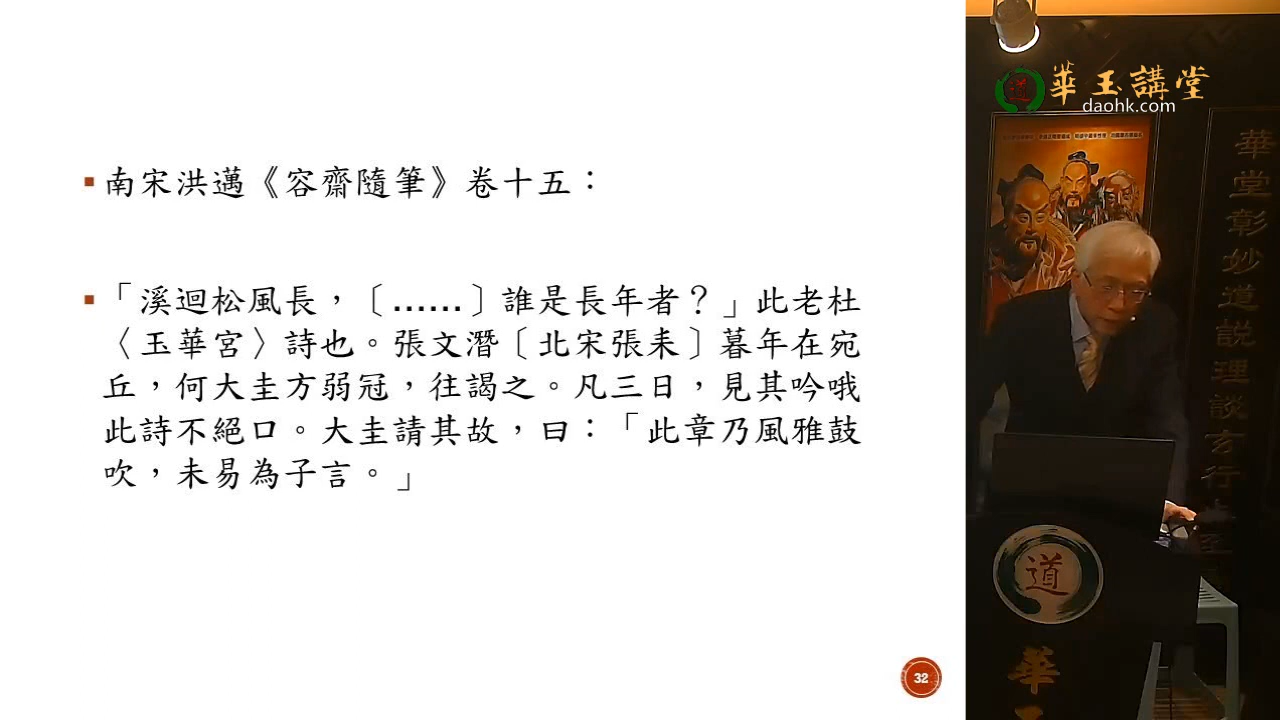 南宋洪邁《容齋隨筆》卷十五：
「溪迴松風長，〔……〕誰是長年者？」此老杜
〈玉華宮〉詩也。張文潛〔北宋張耒〕暮年在宛
丘，何大圭方弱冠，往謁之。凡三日，見其吟哦
此詩不絕口。大圭請其故，曰：「此章乃風雅鼓
吹，未易為子言。」
32
道
華玉講堂
daohk.com
華堂彰妙道説理談玄行
道
華